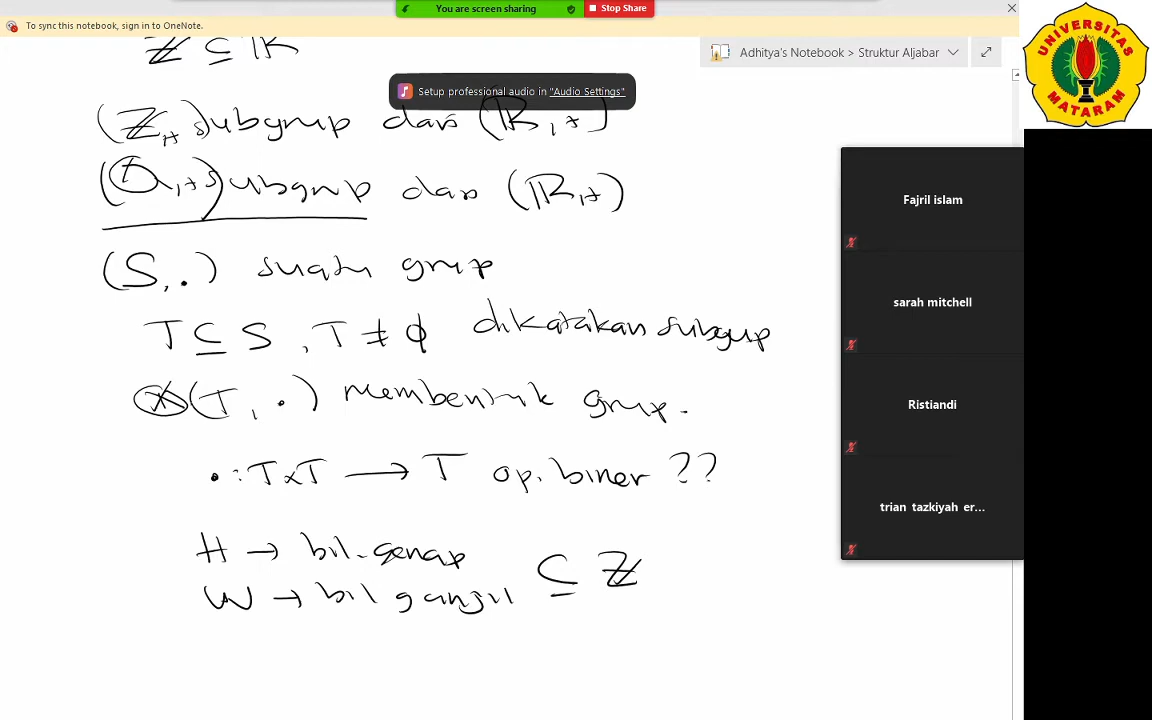 You are screen sharing
Stop Share
To sync this notebook, sign in to OneNote.
ℤ ⊆ ℝ
Adhitya's Notebook > Struktur Aljabar
Setup professional audio in "Audio Settings"
(ℤ,+) subgrup dari (ℝ,+)
(ℚ,+) subgrup dari (ℝ,+)
(S, •) suatu grup
T ⊆ S, T ≠ ∅ dikatakan subgrup
(T, •) membentuk grup.
• : T×T → T op. biner ??
H → bil. genap
W → bil ganjil ⊆ ℤ
UNIVERSITAS
MATARAM
Fajril islam
sarah mitchell
Ristiandi
trian tazkiyah er...